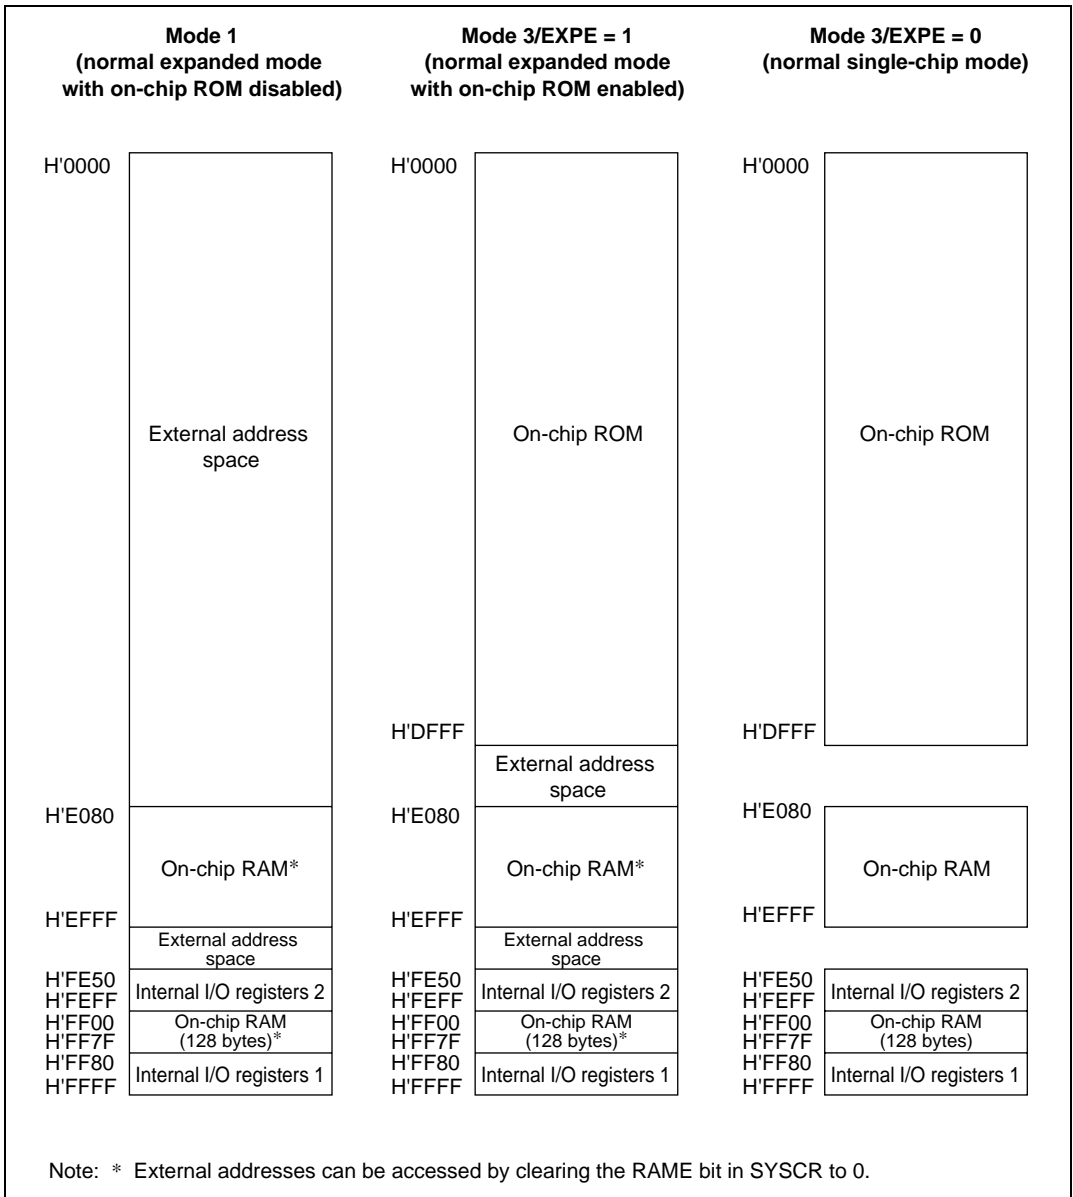 Mode 1
(normal expanded mode
with on-chip ROM disabled)
H'0000
External address
space
H'E080
On-chip RAM*
H'EFFF
External address
space
H'FE50
H'FEFF
Internal I/O registers 2
H'FF00
H'FF7F
On-chip RAM
(128 bytes)*
H'FF80
H'FFFF
Internal I/O registers 1
Mode 3/EXPE = 1
(normal expanded mode
with on-chip ROM enabled)
H'0000
On-chip ROM
H'DFFF
External address
space
H'E080
On-chip RAM*
H'EFFF
External address
space
H'FE50
H'FEFF
Internal I/O registers 2
H'FF00
H'FF7F
On-chip RAM
(128 bytes)*
H'FF80
H'FFFF
Internal I/O registers 1
Mode 3/EXPE = 0
(normal single-chip mode)
H'0000
On-chip ROM
H'DFFF
H'E080
On-chip RAM
H'EFFF
H'FE50
H'FEFF
Internal I/O registers 2
H'FF00
H'FF7F
On-chip RAM
(128 bytes)
H'FF80
H'FFFF
Internal I/O registers 1
Note: * External addresses can be accessed by clearing the RAME bit in SYSCR to 0.